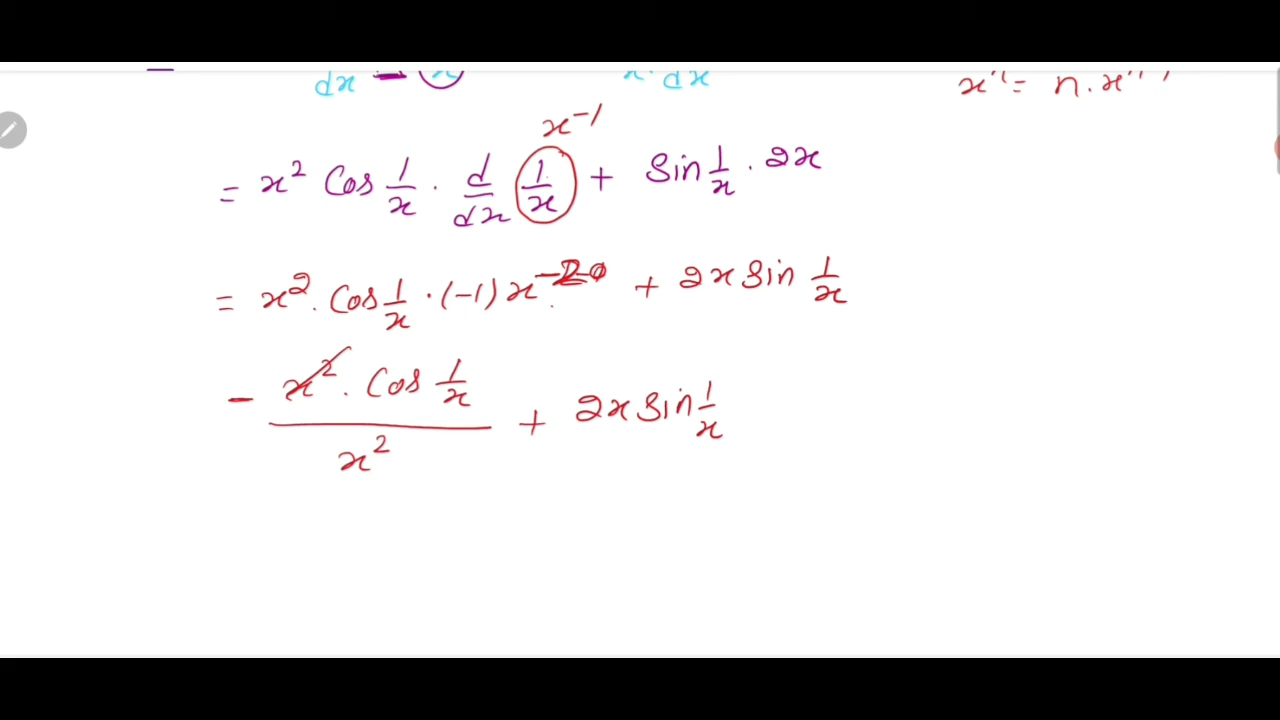 dx x x. dx xⁿ = n.xⁿ⁻¹
x⁻¹
= x² Cos 1/x · d/dx 1/x + Sin 1/x · 2x
= x² . Cos 1/x · (-1) x⁻² + 2x Sin 1/x
- x² . Cos 1/x / x² + 2x Sin 1/x